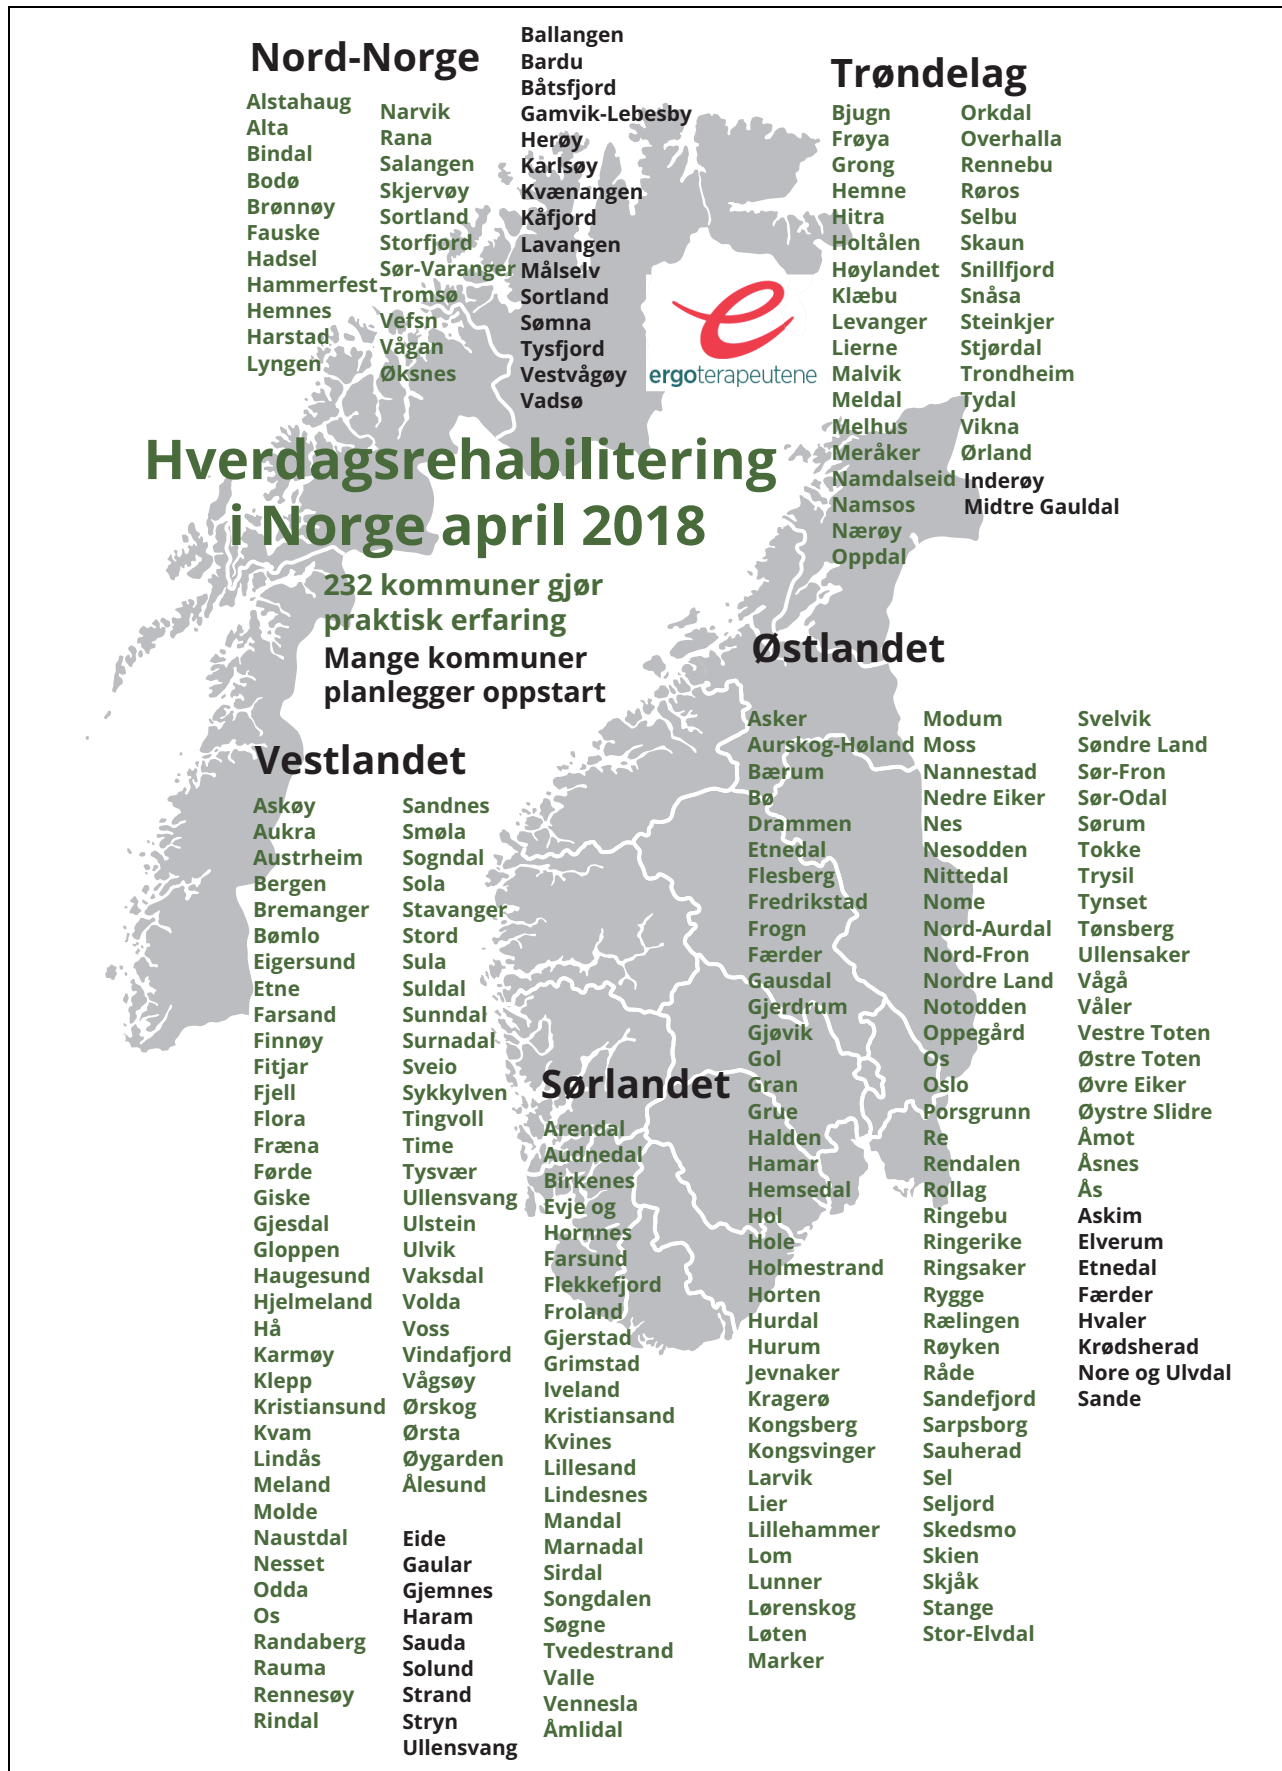 Nord-Norge
Alstahaug
Alta
Bindal
Bodø
Brønnøy
Fauske
Hadsel
Hammerfest
Hemnes
Harstad
Lyngen
Narvik
Rana
Salangen
Skjervøy
Sortland
Storfjord
Sør-Varanger
Tromsø
Vefsn
Vågan
Øksnes
Ballangen
Bardu
Båtsfjord
Gamvik-Lebesby
Herøy
Karlsøy
Kvænangen
Kåfjord
Lavangen
Målselv
Sortland
Sømna
Tysfjord
Vestvågøy
Vadsø
ergoterapeutene
Trøndelag
Bjugn
Frøya
Grong
Hemne
Hitra
Holtålen
Høylandet
Klæbu
Levanger
Lierne
Malvik
Meldal
Melhus
Meråker
Namdalseid
Namsos
Nærøy
Oppdal
Orkdal
Overhalla
Rennebu
Røros
Selbu
Skaun
Snillfjord
Snåsa
Steinkjer
Stjørdal
Trondheim
Tydal
Vikna
Ørland
Inderøy
Midtre Gauldal
Hverdagsrehabilitering
i Norge april 2018
232 kommuner gjør
praktisk erfaring
Mange kommuner
planlegger oppstart
Vestlandet
Askøy
Aukra
Austrheim
Bergen
Bremanger
Bømlo
Eigersund
Etne
Farsand
Finnøy
Fitjar
Fjell
Flora
Fræna
Førde
Giske
Gjesdal
Gloppen
Haugesund
Hjelmeland
Hå
Karmøy
Klepp
Kristiansund
Kvam
Lindås
Meland
Molde
Naustdal
Nesset
Odda
Os
Randaberg
Rauma
Rennesøy
Rindal
Sandnes
Smøla
Sogndal
Sola
Stavanger
Stord
Sula
Suldal
Sunndal
Surnadal
Sveio
Sykkylven
Tingvoll
Time
Tysvær
Ullensvang
Ulstein
Ulvik
Vaksdal
Volda
Voss
Vindafjord
Vågsøy
Ørskog
Ørsta
Øygarden
Ålesund
Eide
Gaular
Gjemnes
Haram
Sauda
Solund
Strand
Stryn
Ullensvang
Sørlandet
Arendal
Audnedal
Birkenes
Evje og
Hornnes
Farsund
Flekkefjord
Froland
Gjerstad
Grimstad
Iveland
Kristiansand
Kvines
Lillesand
Lindesnes
Mandal
Marnadal
Sirdal
Songdalen
Søgne
Tvedestrand
Valle
Vennesla
Åmlidal
Østlandet
Asker
Aurskog-Høland
Bærum
Bø
Drammen
Etnedal
Flesberg
Fredrikstad
Frogn
Færder
Gausdal
Gjerdrum
Gjøvik
Gol
Gran
Grue
Halden
Hamar
Hemsedal
Hol
Hole
Holmestrand
Horten
Hurdal
Hurum
Jevnaker
Kragerø
Kongsberg
Kongsvinger
Larvik
Lier
Lillehammer
Lom
Lunner
Lørenskog
Løten
Marker
Modum
Moss
Nannestad
Nedre Eiker
Nes
Nesodden
Nittedal
Nome
Nord-Aurdal
Nord-Fron
Nordre Land
Notodden
Oppegård
Os
Oslo
Porsgrunn
Re
Rendalen
Rollag
Ringebu
Ringerike
Ringsaker
Rygge
Rælingen
Røyken
Råde
Sandefjord
Sarpsborg
Sauherad
Sel
Seljord
Skedsmo
Skien
Skjåk
Stange
Stor-Elvdal
Svelvik
Søndre Land
Sør-Fron
Sør-Odal
Sørum
Tokke
Trysil
Tynset
Tønsberg
Ullensaker
Vågå
Våler
Vestre Toten
Østre Toten
Øvre Eiker
Øystre Slidre
Åmot
Åsnes
Ås
Askim
Elverum
Etnedal
Færder
Hvaler
Krødsherad
Nore og Ulvdal
Sande